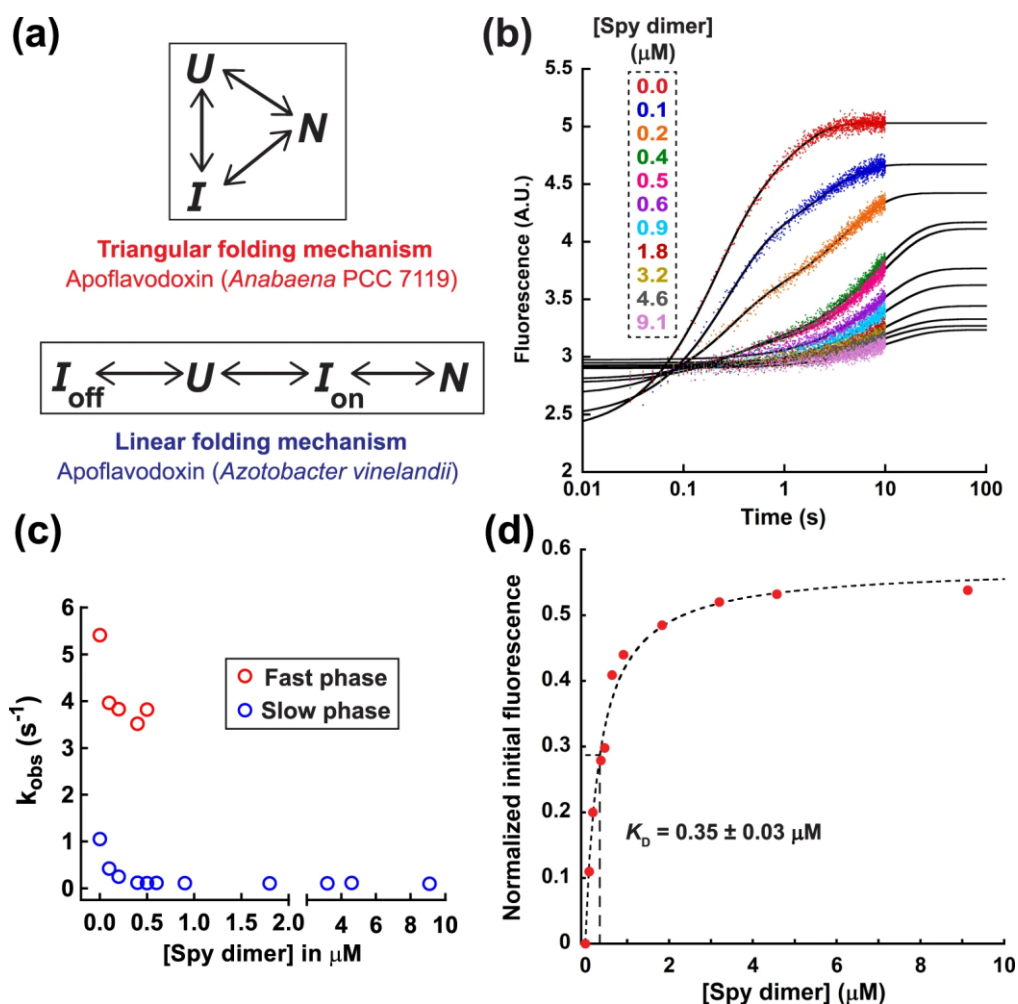 (a)
U
N
I
Triangular folding mechanism
Apoflavodoxin (Anabaena PCC 7119)
I_off U I_on N
Linear folding mechanism
Apoflavodoxin (Azotobacter vinelandii)
(b)
[Spy dimer]
(μM)
0.0
0.1
0.2
0.4
0.5
0.6
0.9
1.8
3.2
4.6
9.1
Fluorescence (A.U.)
5.5
5
4.5
4
3.5
3
2.5
2
0.01 0.1 1 10 100
Time (s)
(c)
k_obs (s⁻¹)
6
5
4
3
2
1
0
Fast phase
Slow phase
0.0 0.5 1.0 1.5 2.0 4 6 8 10
[Spy dimer] in μM
(d)
Normalized initial fluorescence
0.6
0.5
0.4
0.3
0.2
0.1
0
K_D = 0.35 ± 0.03 μM
0 2 4 6 8 10
[Spy dimer] (μM)